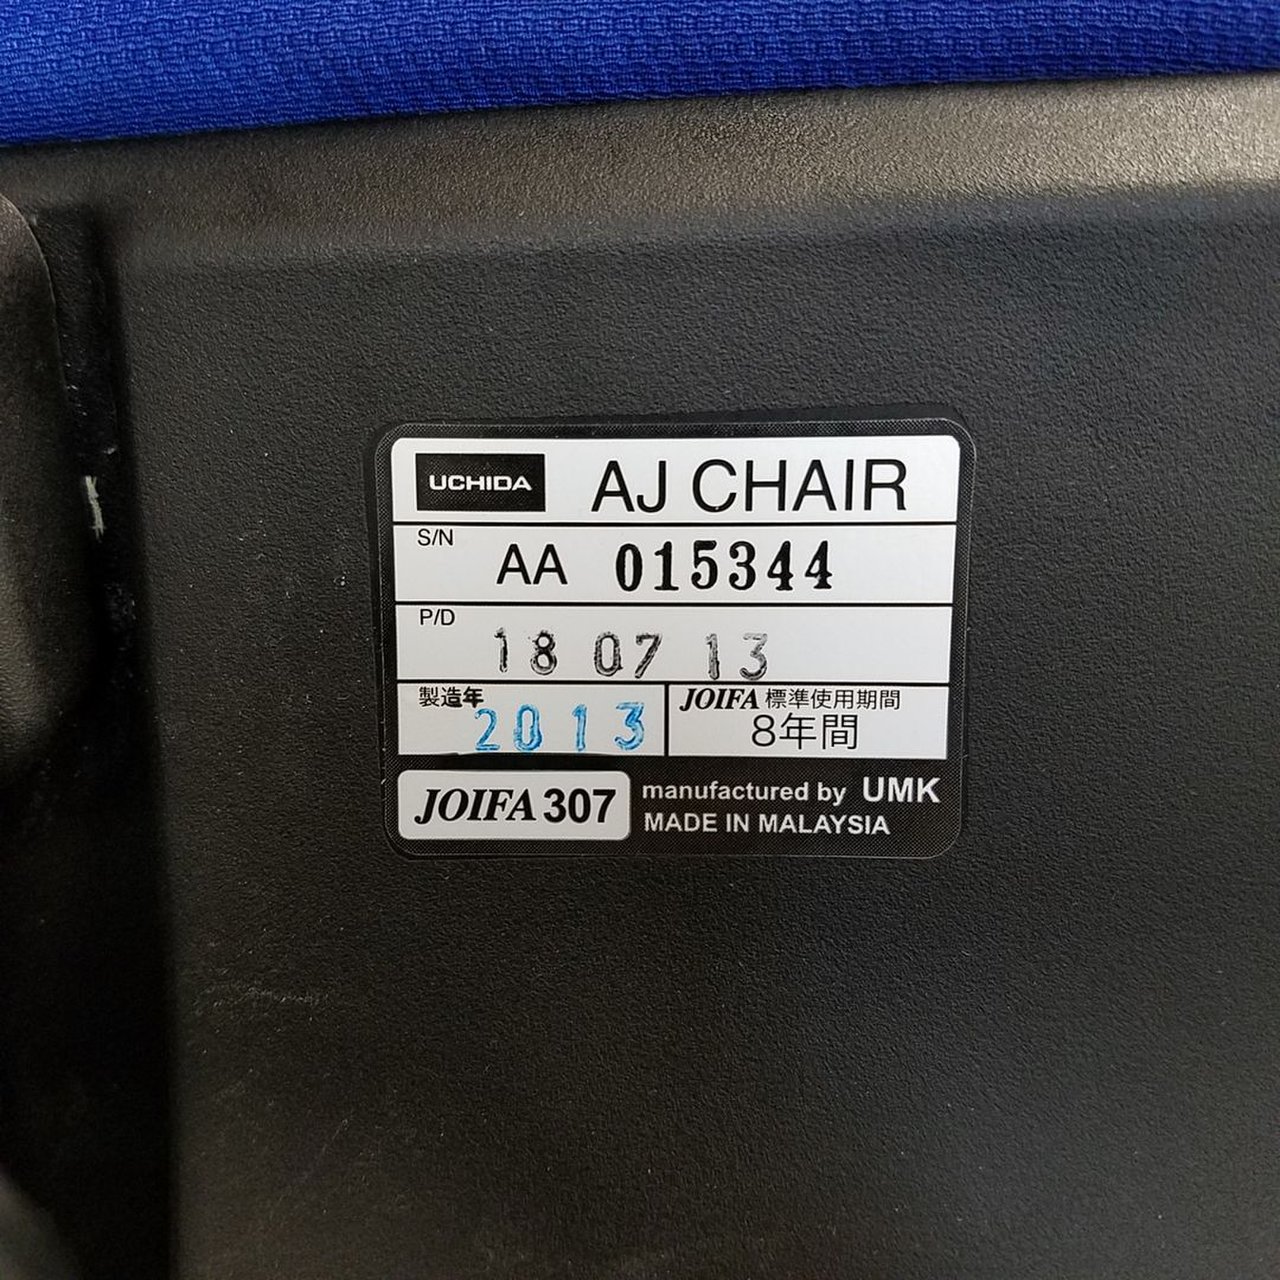 UCHIDA AJ CHAIR
S/N AA 015344
P/D 18 07 13
製造年 2013
JOIFA 標準使用期間
8年間
JOIFA 307
manufactured by UMK
MADE IN MALAYSIA